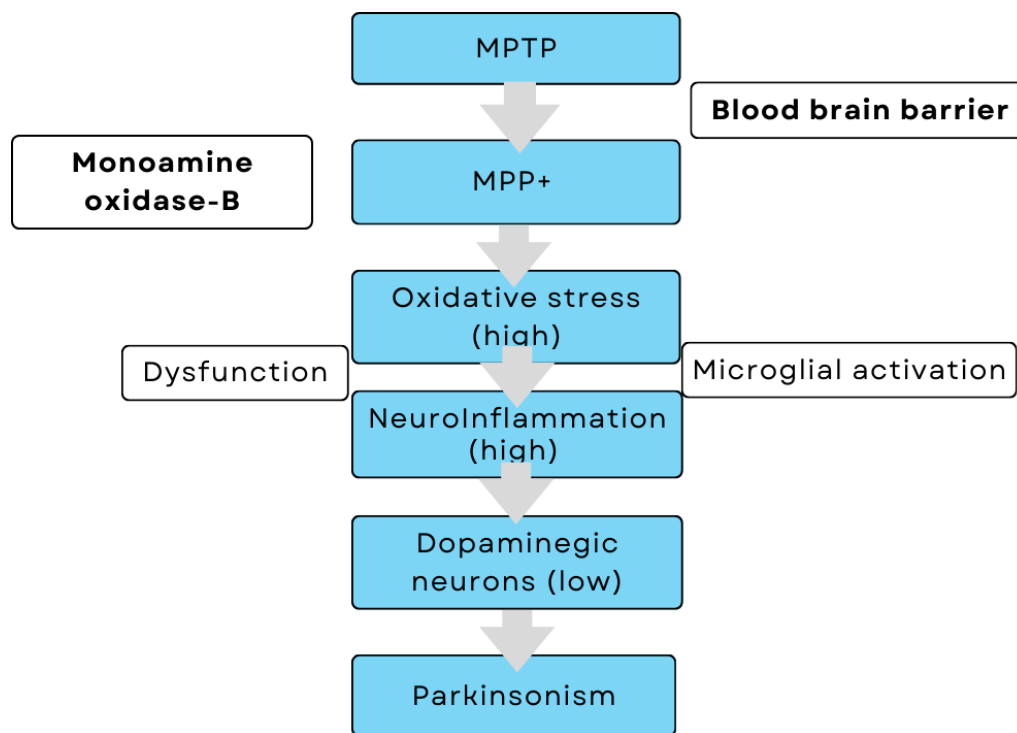 MPTP
Blood brain barrier
Monoamine
oxidase-B
MPP+
Oxidative stress
(high)
Dysfunction
Microglial activation
NeuroInflammation
(high)
Dopaminegic
neurons (low)
Parkinsonism